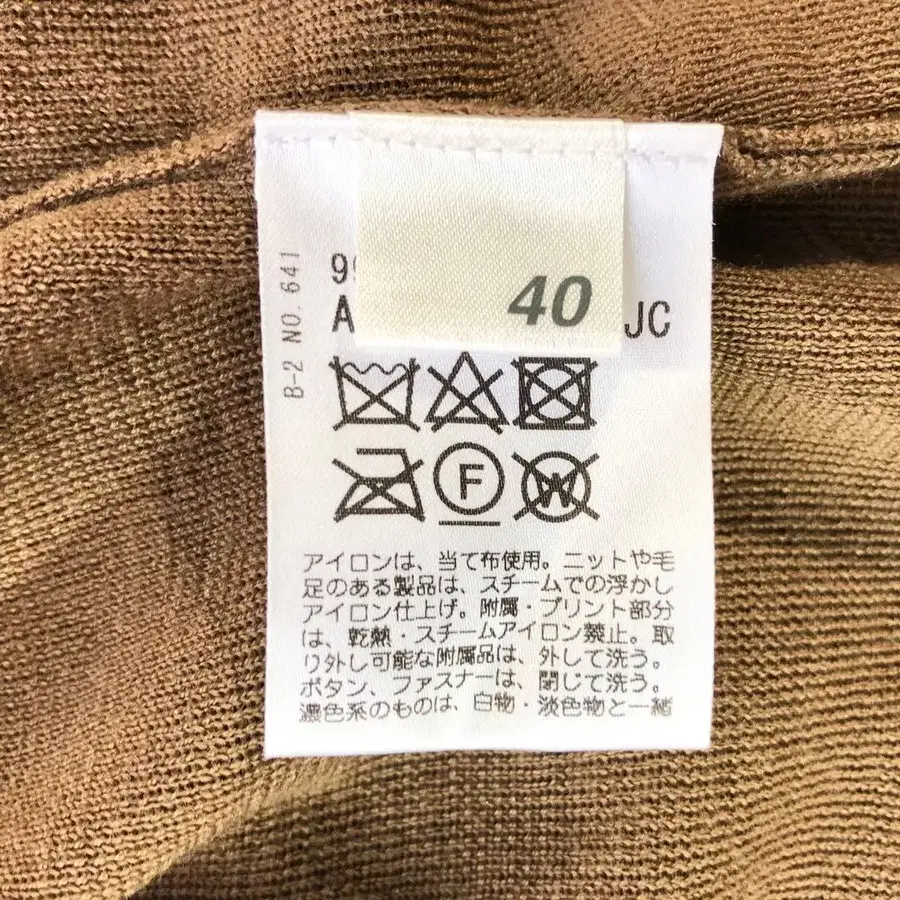 40
JC
B-2 NO.641
F
W
アイロンは、当て布使用。ニットや毛
足のある製品は、スチームでの浮かし
アイロン仕上げ。附属・プリント部分
は、乾熱・スチームアイロン禁止。取
り外し可能な附属品は、外して洗う。
ボタン、ファスナーは、閉じて洗う。
濃色系のものは、白物・淡色物と一緒